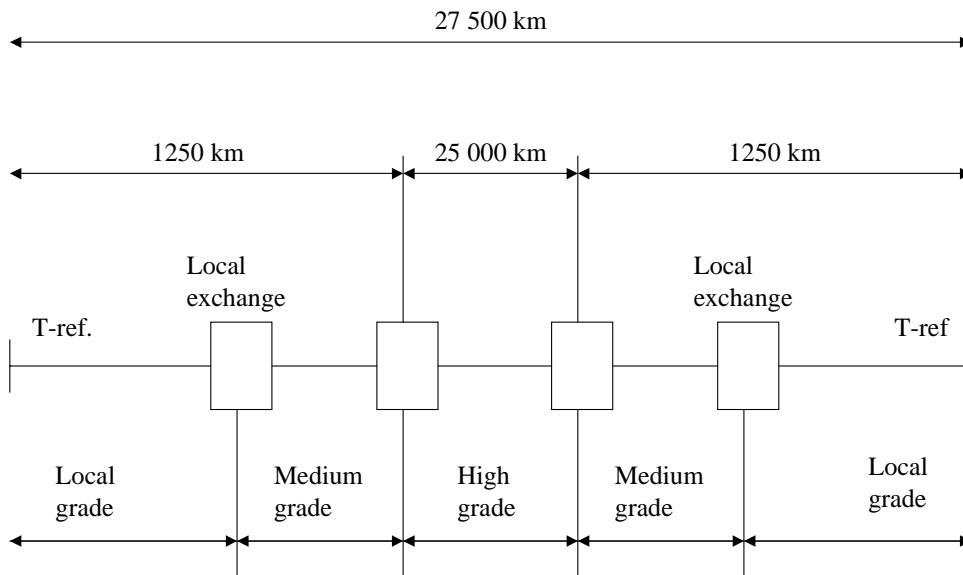 27 500 km
1250 km
25 000 km
1250 km
Local
exchange
Local
exchange
T-ref.
T-ref
Local
grade
Medium
grade
High
grade
Medium
grade
Local
grade